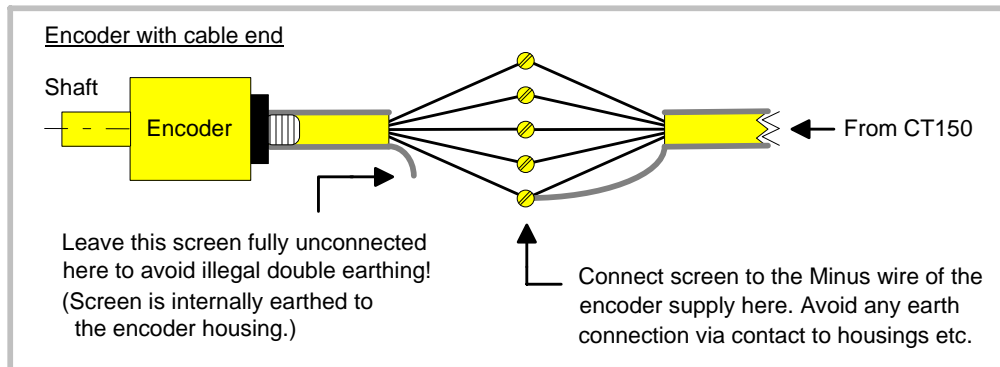 Encoder with cable end
Shaft
Encoder
From CT150
Leave this screen fully unconnected
here to avoid illegal double earthing!
(Screen is internally earthed to
the encoder housing.)
Connect screen to the Minus wire of the
encoder supply here. Avoid any earth
connection via contact to housings etc.